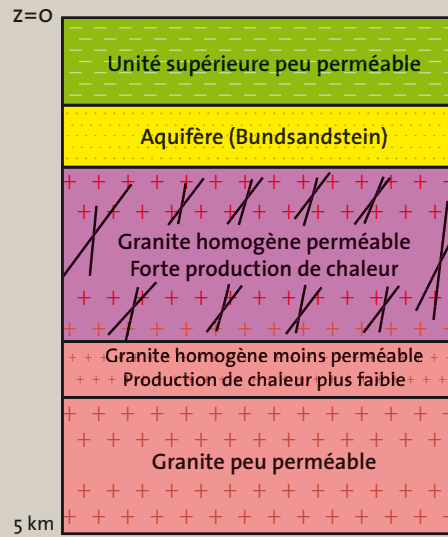 z=0
Unité supérieure peu perméable
Aquifère (Bundsandstein)
Granite homogène perméable
Forte production de chaleur
Granite homogène moins perméable
Production de chaleur plus faible
Granite peu perméable
5 km